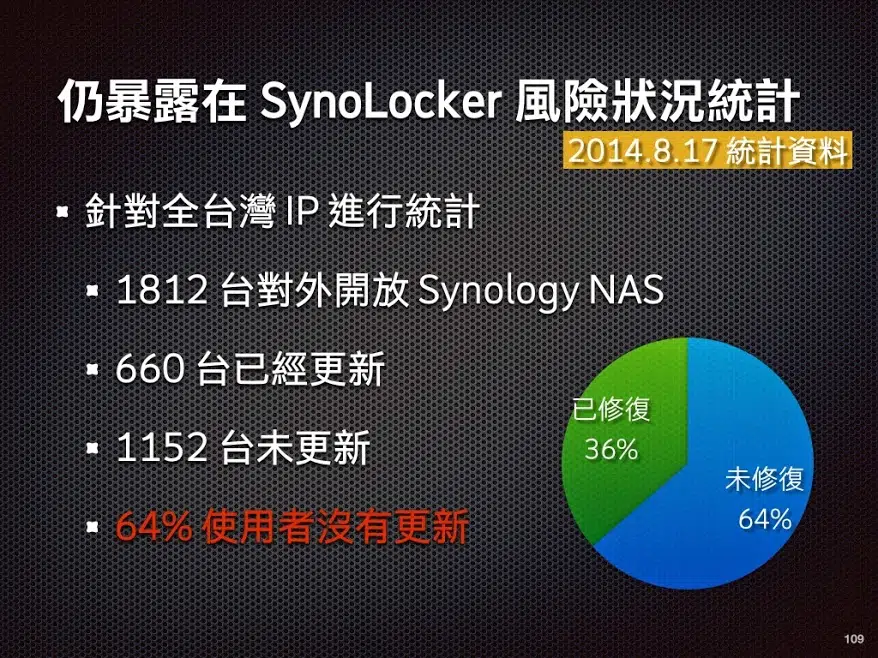 仍暴露在 SynoLocker 風險狀況統計
2014.8.17 統計資料
針對全台灣 IP 進行統計
1812 台對外開放 Synology NAS
660 台已經更新
1152 台未更新
64% 使用者沒有更新
已修復
36%
未修復
64%
109